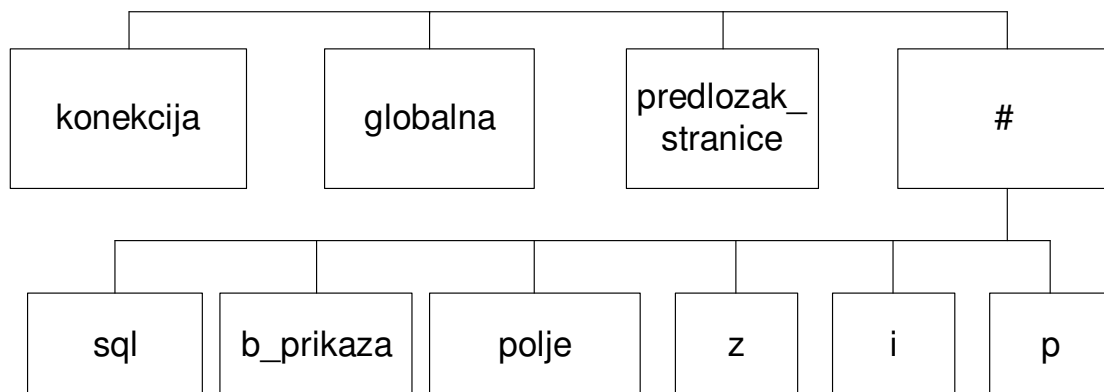 konekcija
globalna
predlozak_
stranice
#
sql
b_prikaza
polje
z
i
p